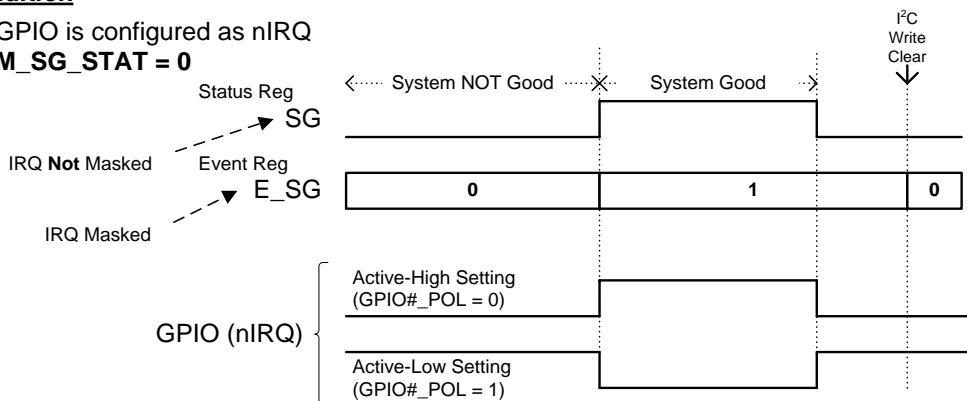 GPIO is configured as nIRQ
M_SG_STAT = 0
I²C
Write
Clear
System NOT Good
System Good
Status Reg
SG
IRQ Not Masked
Event Reg
E_SG
0
1
0
IRQ Masked
Active-High Setting
(GPIO#_POL = 0)
GPIO (nIRQ)
Active-Low Setting
(GPIO#_POL = 1)